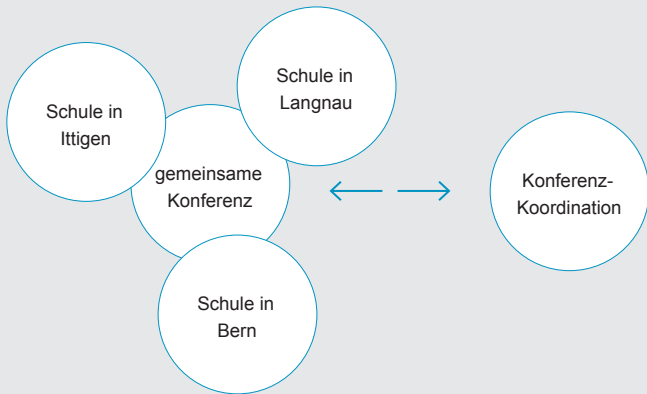 Schule in
Ittigen
Schule in
Langnau
gemeinsame
Konferenz
Schule in
Bern
Konferenz-
Koordination